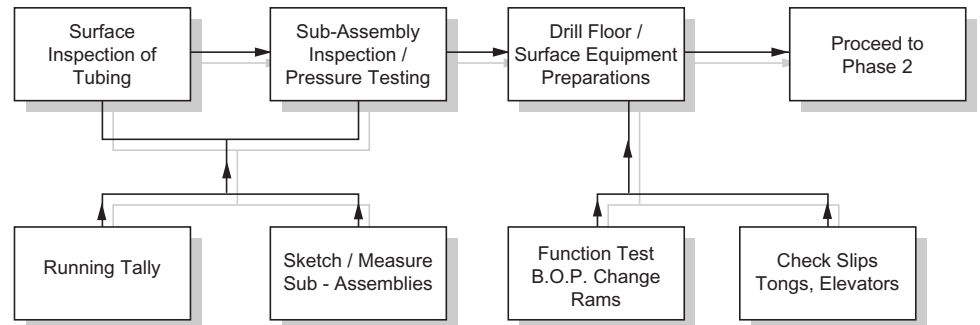 Surface
Inspection of
Tubing
Sub-Assembly
Inspection /
Pressure Testing
Drill Floor /
Surface Equipment
Preparations
Proceed to
Phase 2
Running Tally
Sketch / Measure
Sub - Assemblies
Function Test
B.O.P. Change
Rams
Check Slips
Tongs, Elevators